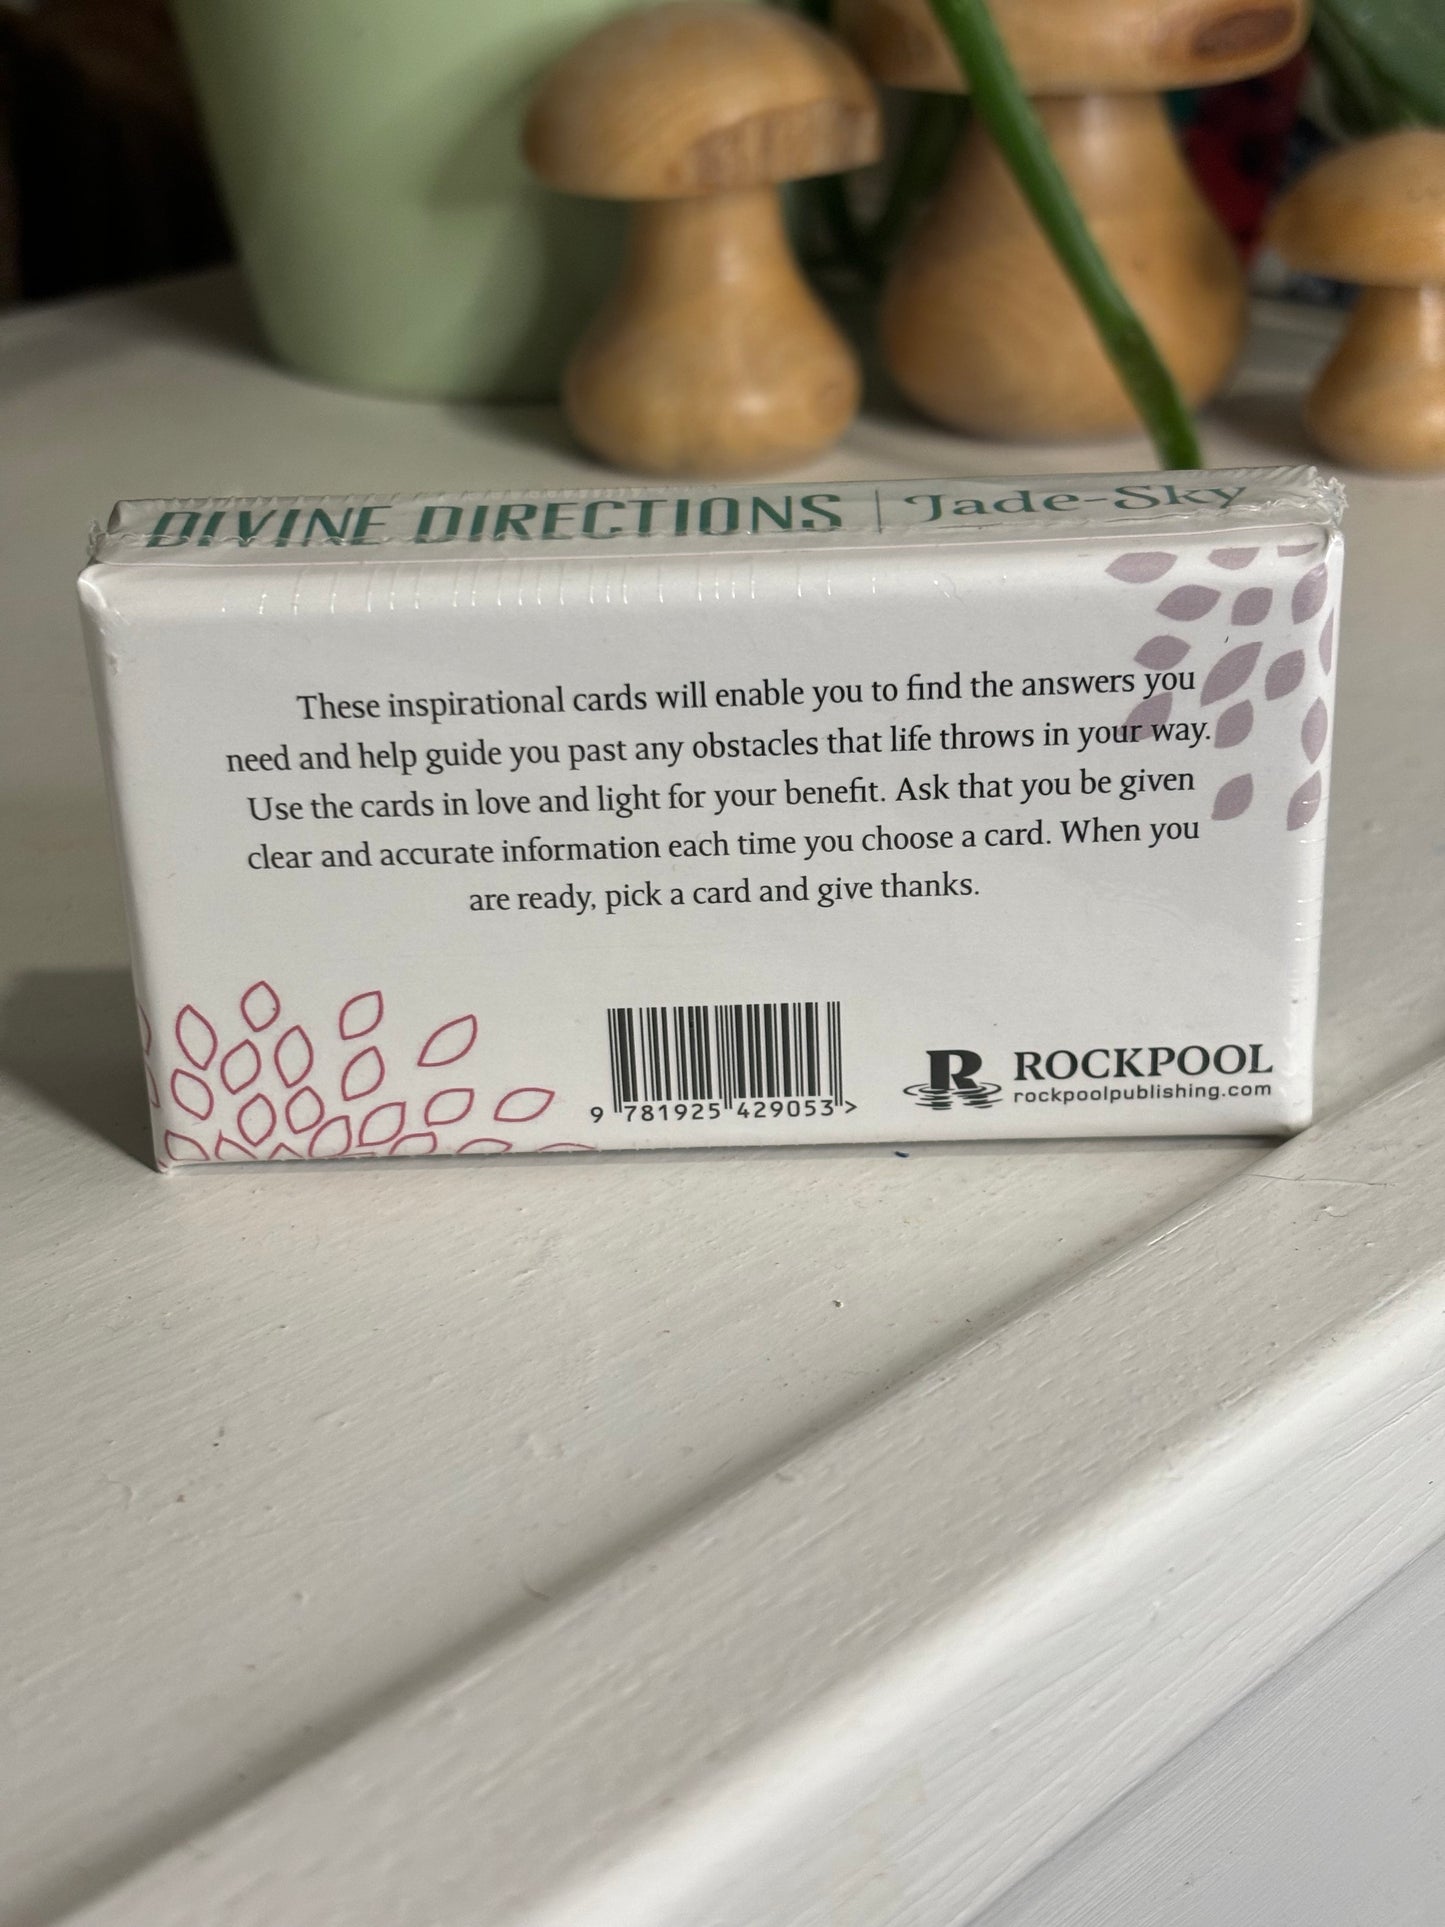 DIVINE DIRECTIONS | Jade-Sky
These inspirational cards will enable you to find the answers you
need and help guide you past any obstacles that life throws in your way.
Use the cards in love and light for your benefit. Ask that you be given
clear and accurate information each time you choose a card. When you
are ready, pick a card and give thanks.
9 781925 429053 >
R ROCKPOOL
rockpoolpublishing.com